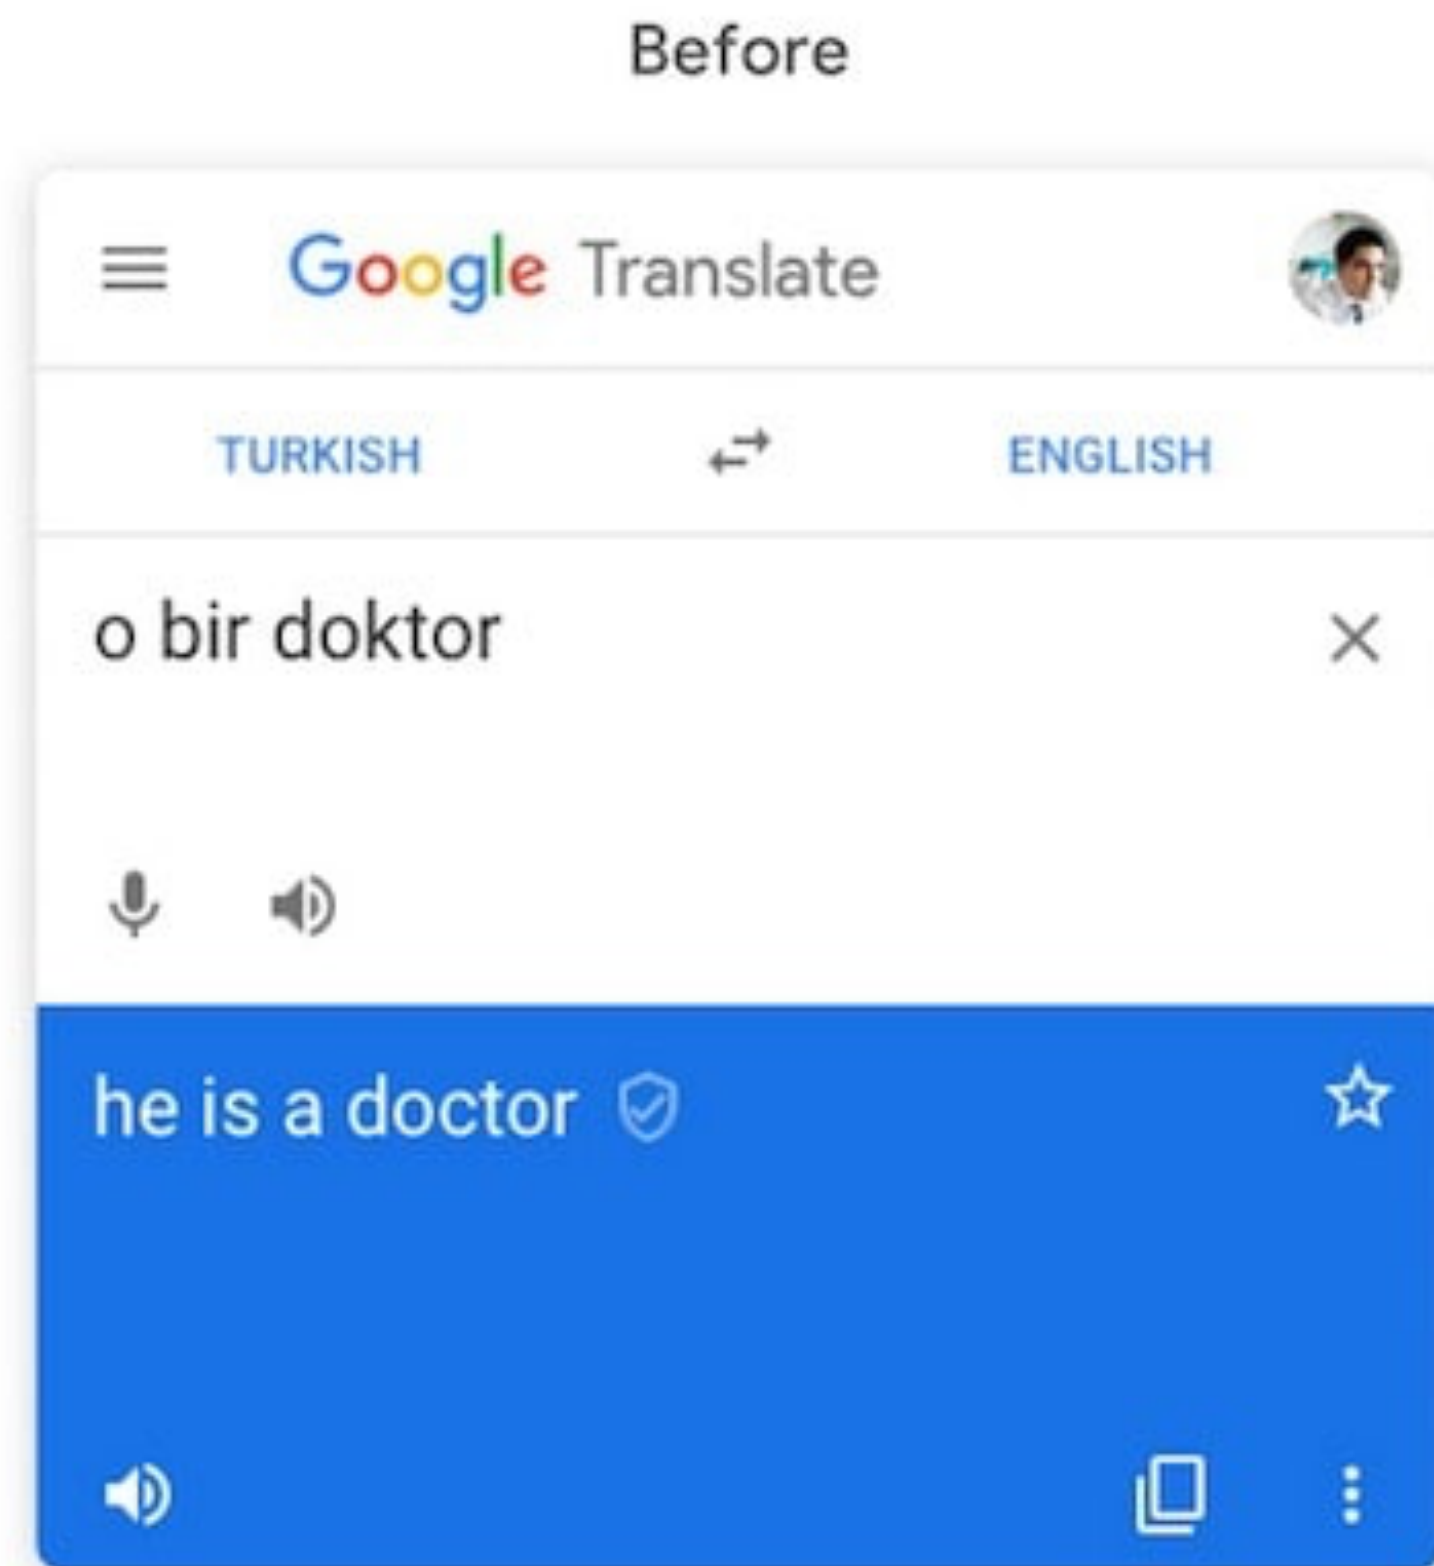 Before
Google Translate
TURKISH ENGLISH
o bir doktor
he is a doctor